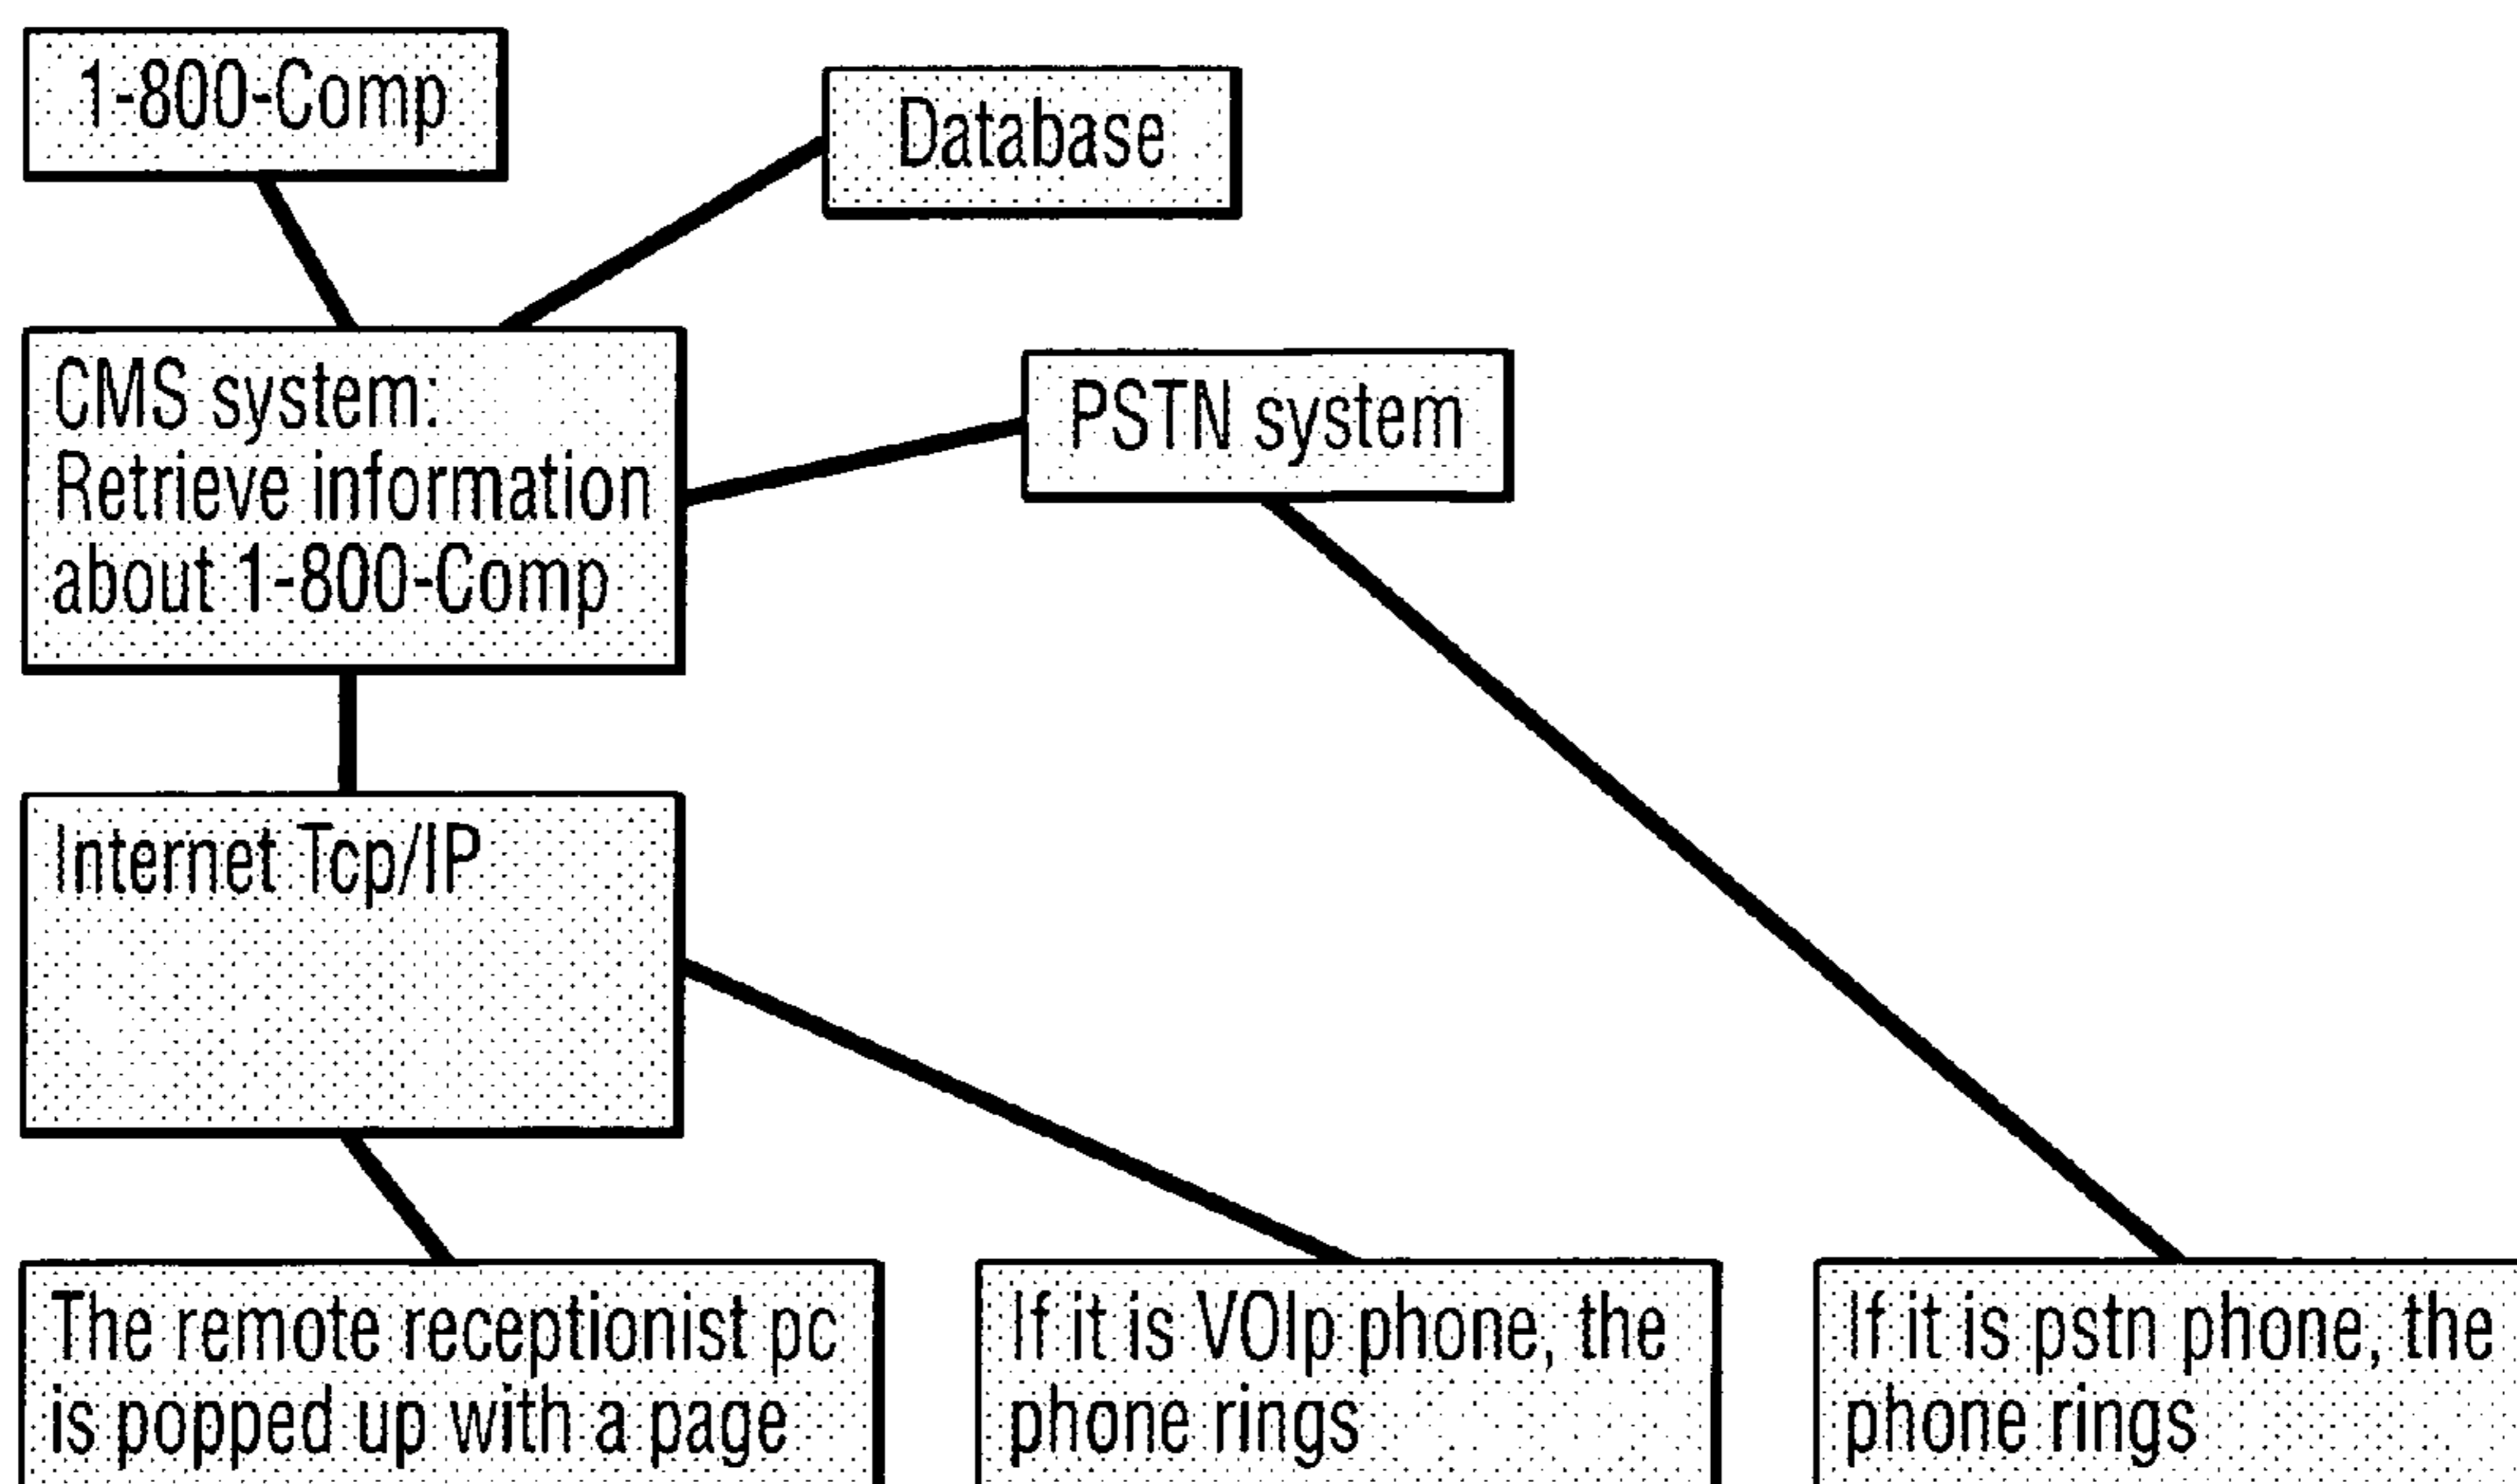 1-800-Comp
Database
CMS system:
Retrieve information
about 1-800-Comp
PSTN system
Internet Tcp/IP
The remote receptionist pc
is popped up with a page
If it is VOIp phone, the
phone rings
If it is pstn phone, the
phone rings